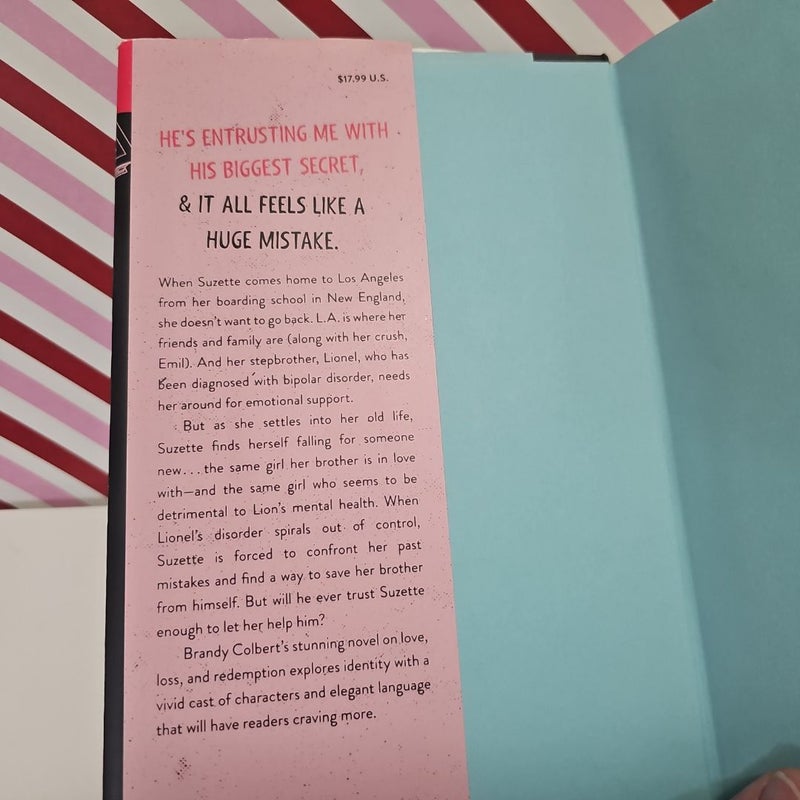 $17.99 U.S.
HE'S ENTRUSTING ME WITH
HIS BIGGEST SECRET,
& IT ALL FEELS LIKE A
HUGE MISTAKE.
When Suzette comes home to Los Angeles
from her boarding school in New England,
she doesn't want to go back. L.A. is where her
friends and family are (along with her crush,
Emil). And her stepbrother, Lionel, who has
been diagnosed with bipolar disorder, needs
her around for emotional support.
But as she settles into her old life,
Suzette finds herself falling for someone
new...the same girl her brother is in love
with—and the same girl who seems to be
detrimental to Lion's mental health. When
Lionel's disorder spirals out of control,
Suzette is forced to confront her past
mistakes and find a way to save her brother
from himself. But will he ever trust Suzette
enough to let her help him?
Brandy Colbert's stunning novel on love,
loss, and redemption explores identity with a
vivid cast of characters and elegant language
that will have readers craving more.